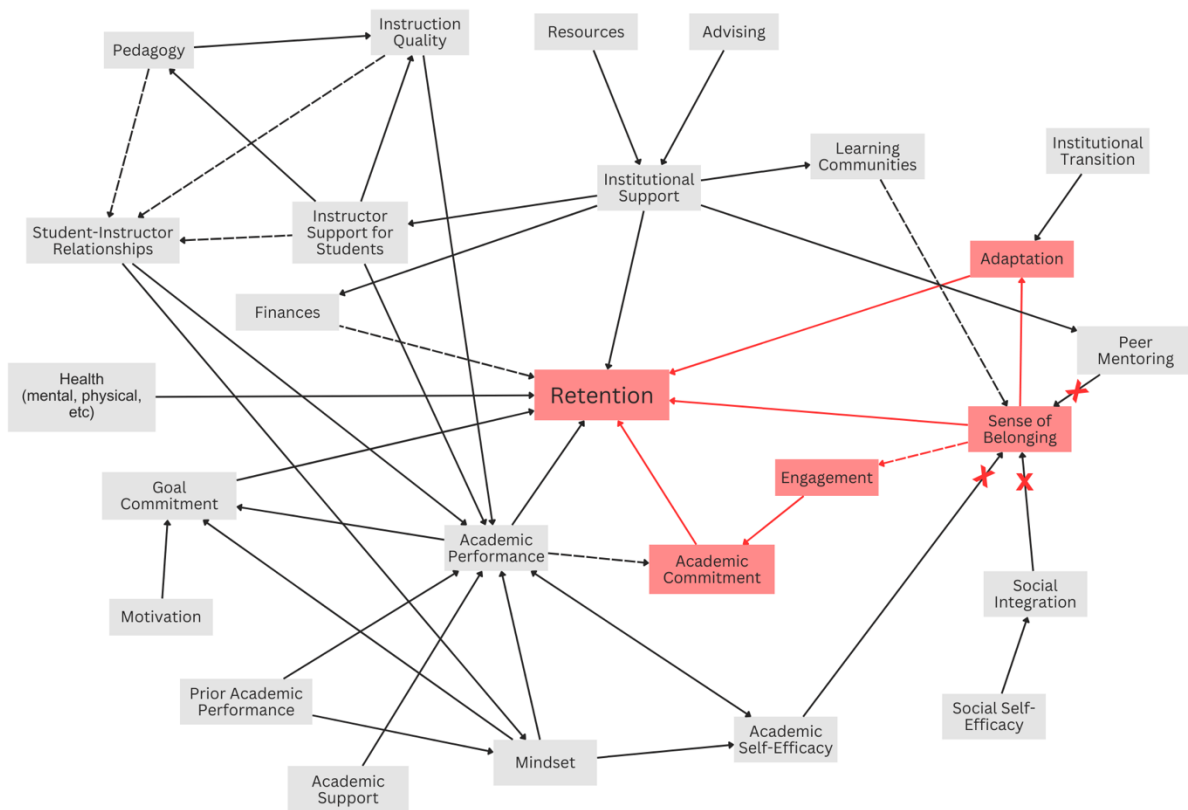 Instruction
Quality
Pedagogy
Resources
Advising
Learning
Communities
Institutional
Transition
Institutional
Support
Student-Instructor
Relationships
Instructor
Support for
Students
Adaptation
Finances
Peer
Mentoring
Health
(mental, physical,
etc)
Retention
Sense of
Belonging
Engagement
Goal
Commitment
Academic
Performance
Academic
Commitment
Motivation
Social
Integration
Prior Academic
Performance
Social Self-
Efficacy
Academic
Self-Efficacy
Mindset
Academic
Support